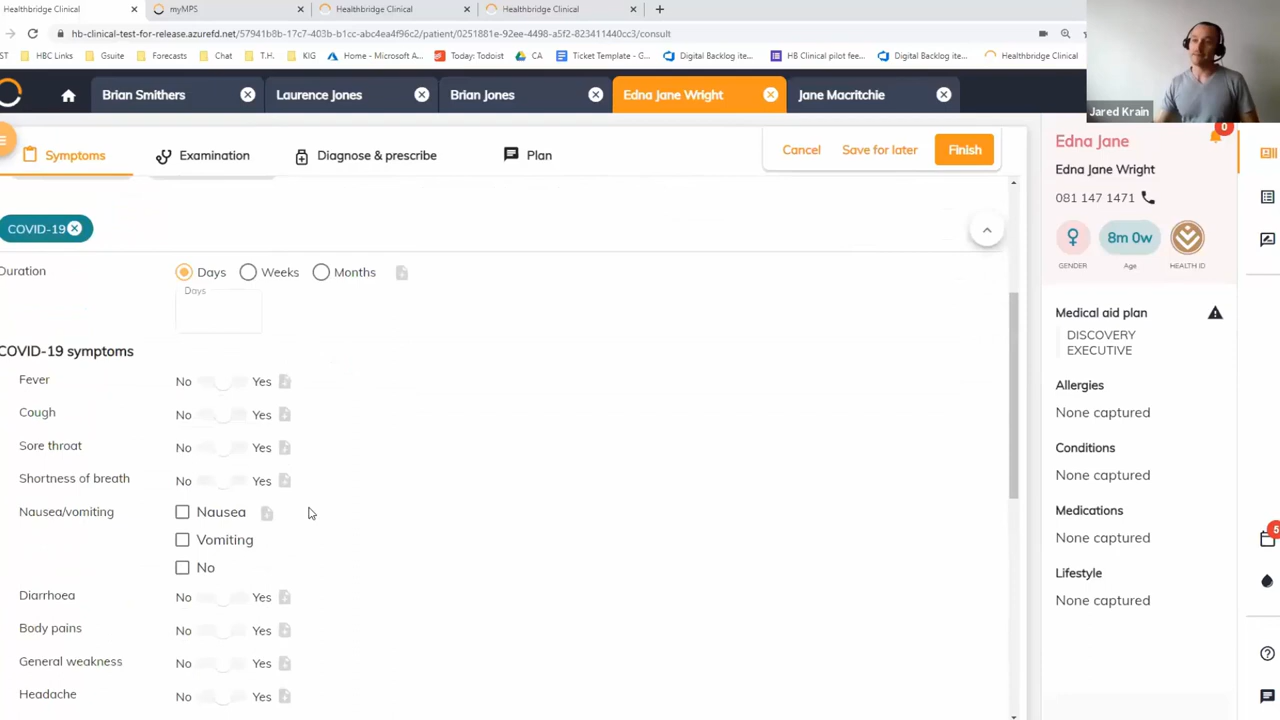 Healthbridge Clinical
myMPS
Healthbridge Clinical
Healthbridge Clinical
hb-clinical-test-for-release.azurefd.net/57941b8b-17c7-403b-b1cc-abc4ea4f96c2/patient/0251881e-92ee-4498-a5f2-823411440cc3/consult
ST
HBC Links
Gsuite
Forecasts
Chat
T.H.
KIG
Home - Microsoft A...
Today: Todoist
CA
Ticket Template - G...
Digital Backlog ite...
HB Clinical pilot fee...
Digital Backlog ite...
Healthbridge Clinical
Jared Krain
Brian Smithers
Laurence Jones
Brian Jones
Edna Jane Wright
Jane Macritchie
Symptoms
Examination
Diagnose & prescribe
Plan
Cancel
Save for later
Finish
COVID-19
Duration
Days
Weeks
Months
Days
COVID-19 symptoms
Fever
No
Yes
Cough
No
Yes
Sore throat
No
Yes
Shortness of breath
No
Yes
Nausea/vomiting
Nausea
Vomiting
No
Diarrhoea
No
Yes
Body pains
No
Yes
General weakness
No
Yes
Headache
No
Yes
0
Edna Jane
Edna Jane Wright
081 147 1471
8m 0w
GENDER
Age
HEALTH ID
Medical aid plan
DISCOVERY
EXECUTIVE
Allergies
None captured
Conditions
None captured
Medications
None captured
Lifestyle
None captured
5